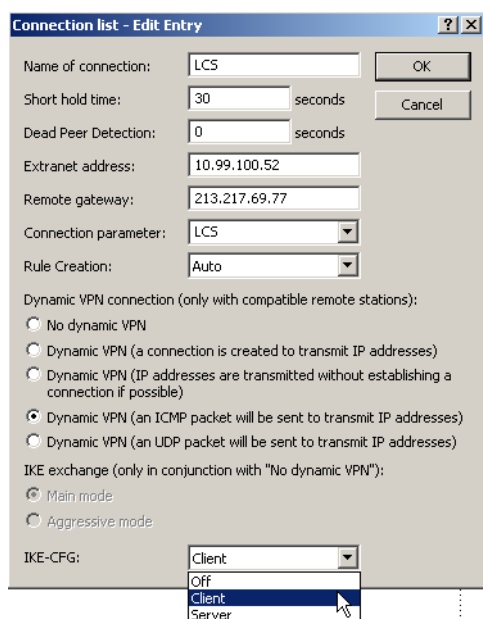 Connection list - Edit Entry
Name of connection: LCS OK
Short hold time: 30 seconds Cancel
Dead Peer Detection: 0 seconds
Extranet address: 10.99.100.52
Remote gateway: 213.217.69.77
Connection parameter: LCS
Rule Creation: Auto
Dynamic VPN connection (only with compatible remote stations):
No dynamic VPN
Dynamic VPN (a connection is created to transmit IP addresses)
Dynamic VPN (IP addresses are transmitted without establishing a
connection if possible)
Dynamic VPN (an ICMP packet will be sent to transmit IP addresses)
Dynamic VPN (an UDP packet will be sent to transmit IP addresses)
IKE exchange (only in conjunction with "No dynamic VPN"):
Main mode
Aggressive mode
IKE-CFG: Client
Off
Client
Server